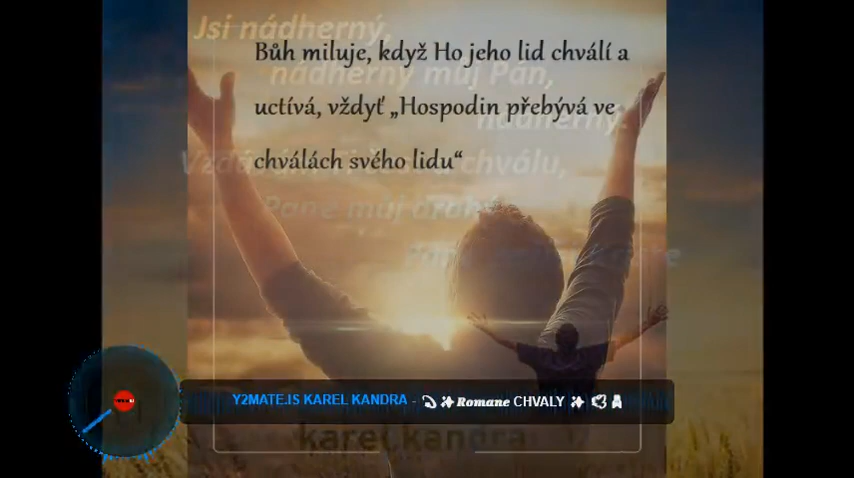 Jsi nádherný,
Bůh miluje, když Ho jeho lid chválí a
nádherný můj Pán,
uctívá, vždyť „Hospodin přebývá ve
nádherný.
chválách svého lidu“
chválu,
Pane můj drahý
Y2MATE.IS KAREL KANDRA - 💫✨Romane CHVALY ✨
karel kandra